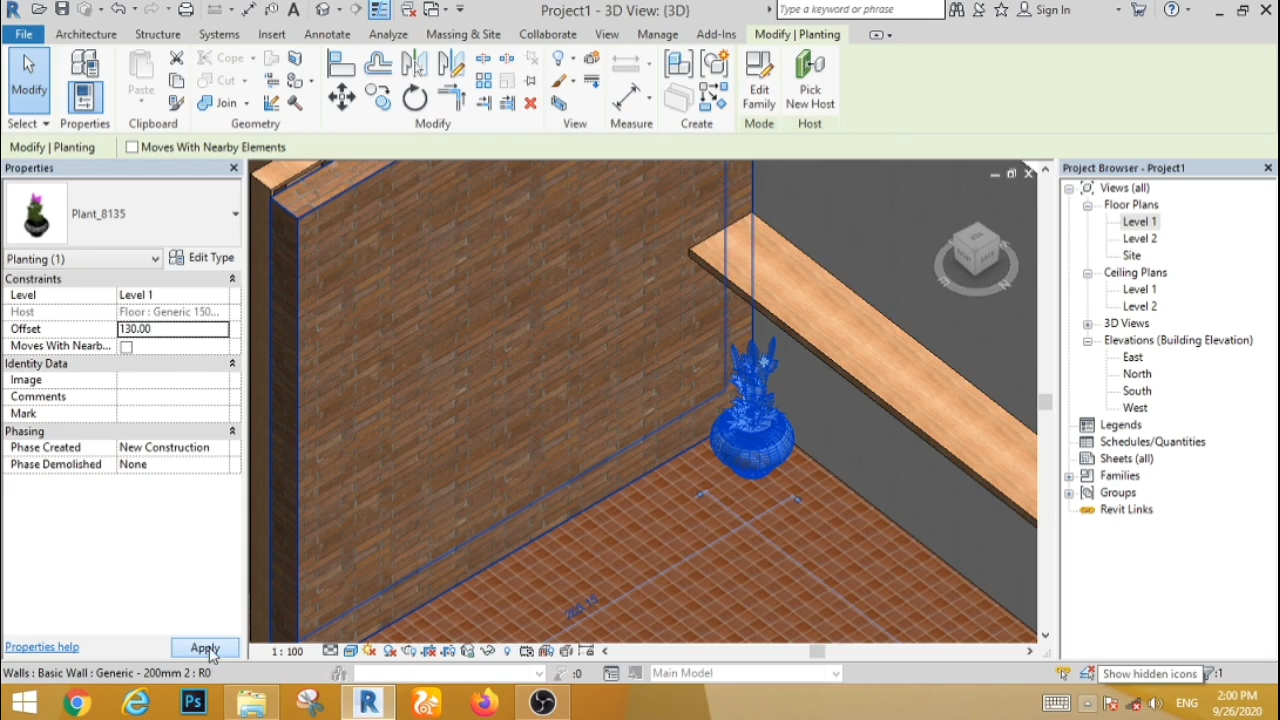 Project1 - 3D View: {3D}
Type a keyword or phrase
Sign In
File Architecture Structure Systems Insert Annotate Analyze Massing & Site Collaborate View Manage Add-Ins Modify | Planting
Modify
Paste
Cope
Cut
Join
Edit Family
Pick New Host
Select Properties Clipboard Geometry Modify View Measure Create Mode Host
Modify | Planting
Moves With Nearby Elements
Properties
Plant_8135
Planting (1)
Edit Type
Constraints
Level Level 1
Host Floor : Generic 150...
Offset 130.00
Moves With Nearb...
Identity Data
Image
Comments
Mark
Phasing
Phase Created New Construction
Phase Demolished None
Properties help
Apply
1 : 100
Project Browser - Project1
Views (all)
Floor Plans
Level 1
Level 2
Site
Ceiling Plans
Level 1
Level 2
3D Views
Elevations (Building Elevation)
East
North
South
West
Legends
Schedules/Quantities
Sheets (all)
Families
Groups
Revit Links
Walls : Basic Wall : Generic - 200mm 2 : R0
:0
Main Model
Show hidden icons
:1
ENG
2:00 PM
9/26/2020